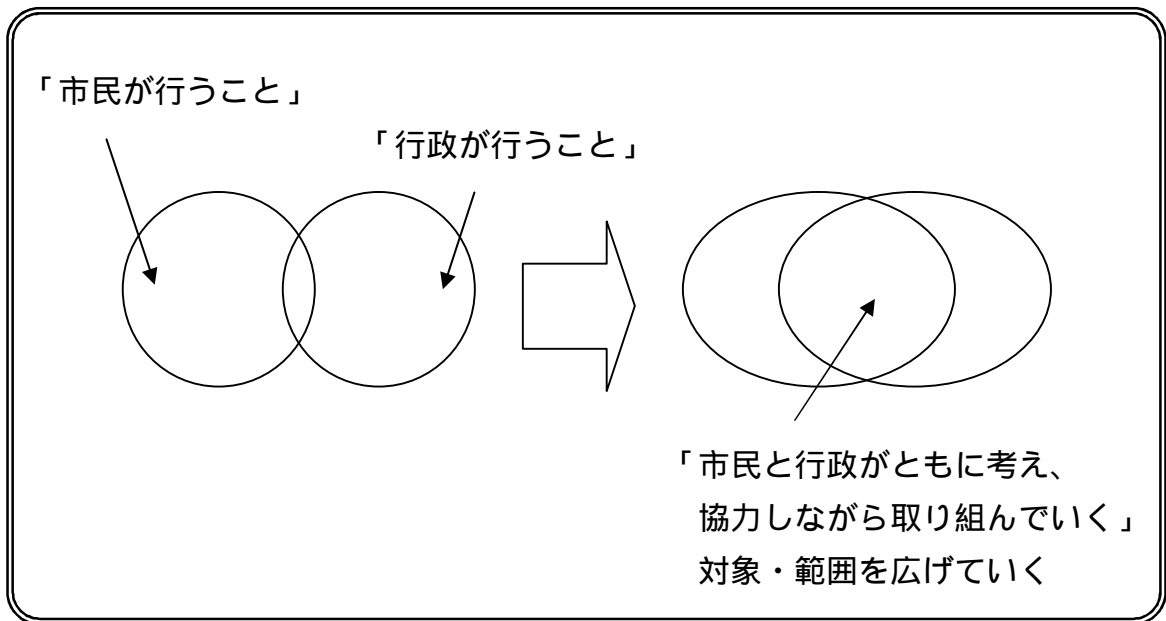 「市民が行うこと」
「行政が行うこと」
「市民と行政がともに考え、
協力しながら取り組んでいく」
対象・範囲を広げていく